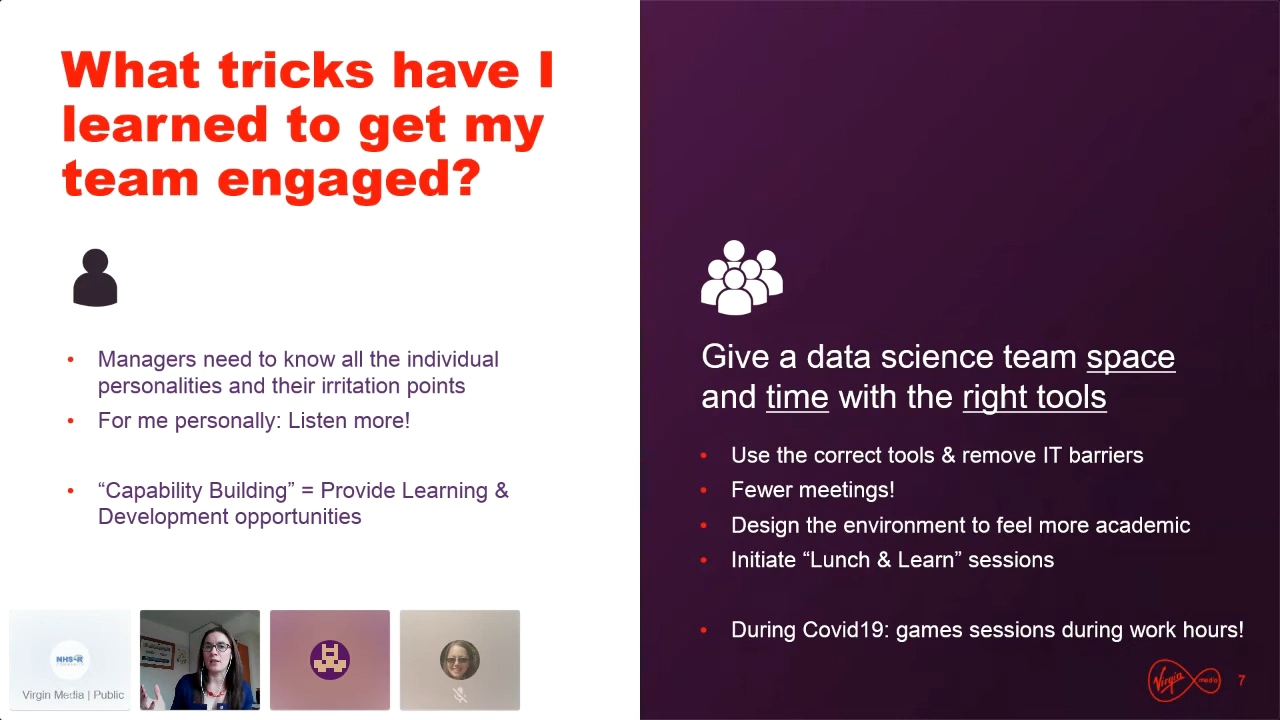 What tricks have I
learned to get my
team engaged?
• Managers need to know all the individual
personalities and their irritation points
• For me personally: Listen more!
• “Capability Building” = Provide Learning &
Development opportunities
Give a data science team space
and time with the right tools
• Use the correct tools & remove IT barriers
• Fewer meetings!
• Design the environment to feel more academic
• Initiate “Lunch & Learn” sessions
• During Covid19: games sessions during work hours!
NHS-R
Virgin Media | Public
Virgin media
7